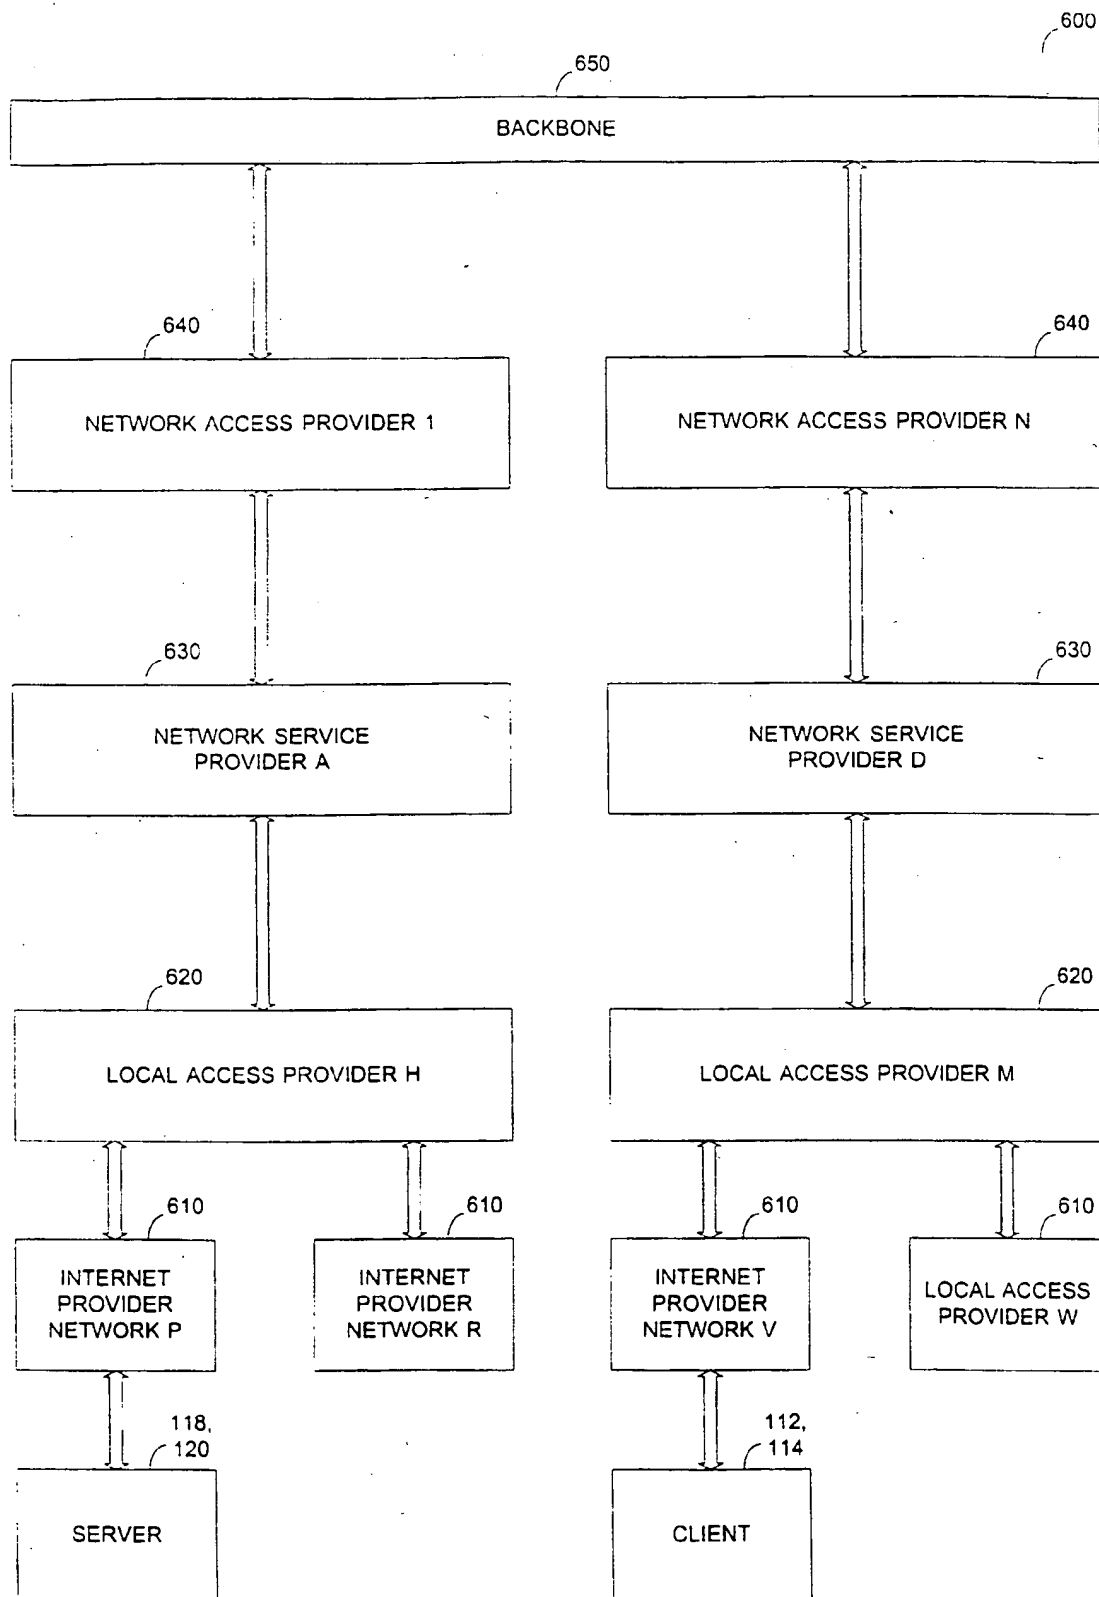 600
650
BACKBONE
640
640
NETWORK ACCESS PROVIDER 1
NETWORK ACCESS PROVIDER N
630
630
NETWORK SERVICE
PROVIDER A
NETWORK SERVICE
PROVIDER D
620
620
LOCAL ACCESS PROVIDER H
LOCAL ACCESS PROVIDER M
610
610
610
610
INTERNET
PROVIDER
NETWORK P
INTERNET
PROVIDER
NETWORK R
INTERNET
PROVIDER
NETWORK V
LOCAL ACCESS
PROVIDER W
118,
120
112,
114
SERVER
CLIENT